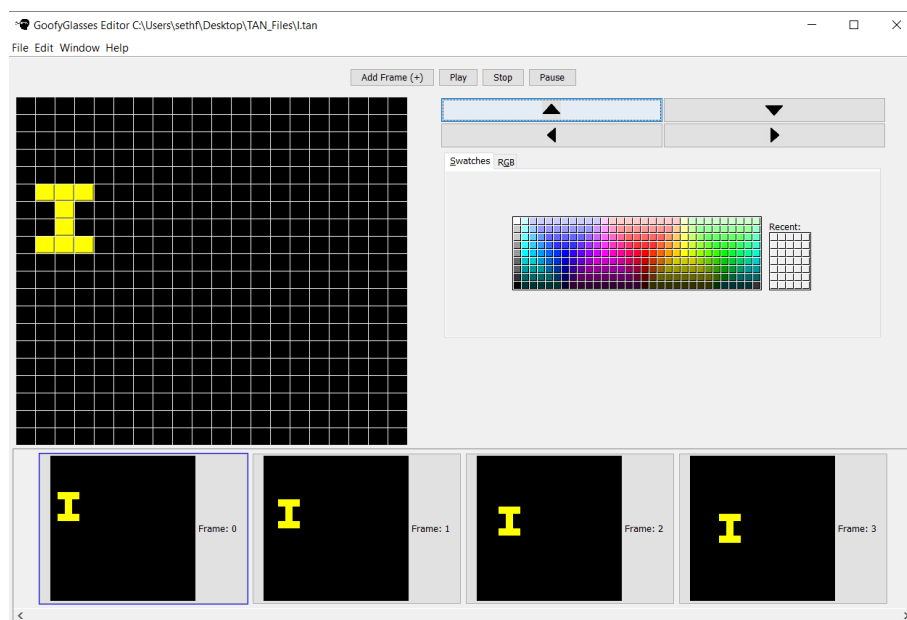 GoofyGlasses Editor C:\Users\sethf\Desktop\TAN_Files\I.tan
File Edit Window Help
Add Frame (+) Play Stop Pause
Swatches RGB
Recent:
I
I I I I
Frame: 0 Frame: 1 Frame: 2 Frame: 3